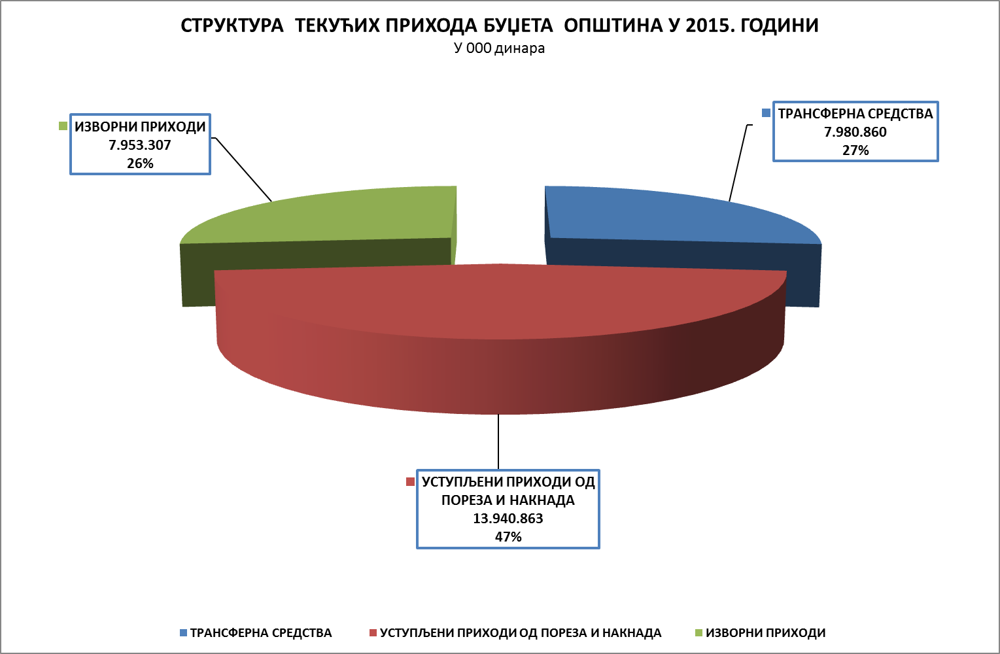 СТРУКТУРА ТЕКУЋИХ ПРИХОДА БУЏЕТА ОПШТИНА У 2015. ГОДИНИ
У 000 динара
ИЗВОРНИ ПРИХОДИ
7.953.307
26%
ТРАНСФЕРНА СРЕДСТВА
7.980.860
27%
УСТУПЉЕНИ ПРИХОДИ ОД
ПОРЕЗА И НАКНАДА
13.940.863
47%
ТРАНСФЕРНА СРЕДСТВА
УСТУПЉЕНИ ПРИХОДИ ОД ПОРЕЗА И НАКНАДА
ИЗВОРНИ ПРИХОДИ